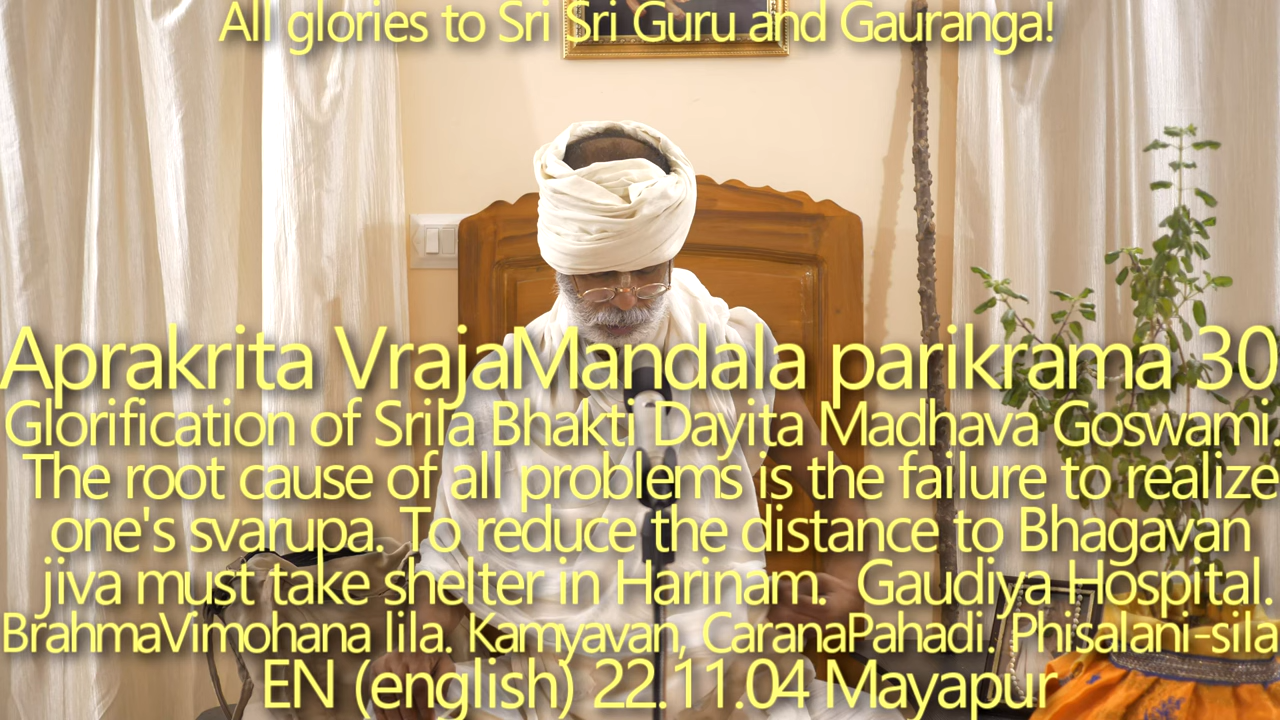 All glories to Sri Sri Guru and Gauranga!
Aprakrita VrajaMandala parikrama 30
Glorification of Srila Bhakti Dayita Madhava Goswami.
The root cause of all problems is the failure to realize
one's svarupa. To reduce the distance to Bhagavan
jiva must take shelter in Harinam. Gaudiya Hospital.
BrahmaVimohana lila. Kamyavan, CaranaPahadi. Phisalani-sila
EN (english) 22.11.04 Mayapur